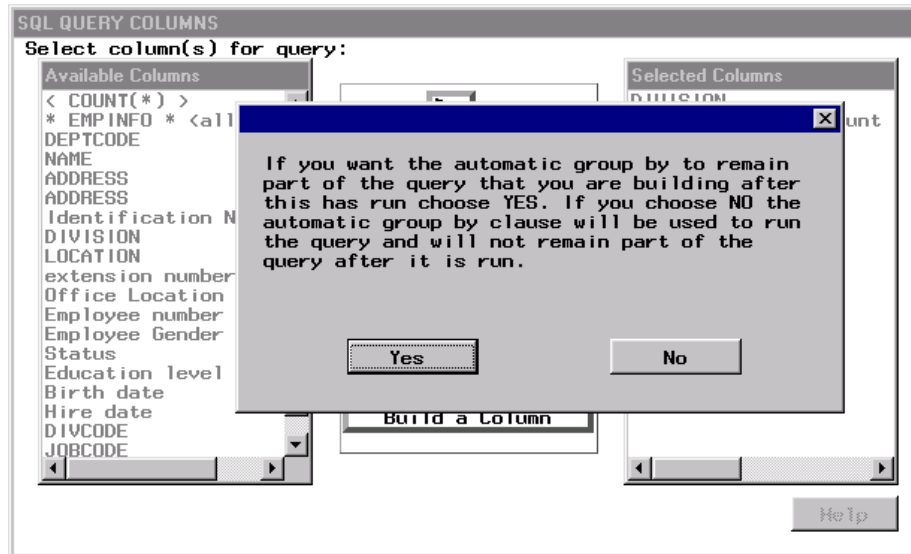 SQL QUERY COLUMNS
Select column(s) for query:
Available Columns
< COUNT(*) >
* EMPINFO * <all
DEPTCODE
NAME
ADDRESS
ADDRESS
Identification N
DIVISION
LOCATION
extension number
Office Location
Employee number
Employee Gender
Status
Education level
Birth date
Hire date
DIVCODE
JOBCODE
If you want the automatic group by to remain
part of the query that you are building after
this has run choose YES. If you choose NO the
automatic group by clause will be used to run
the query and will not remain part of the
query after it is run.
Yes
No
Build a Column
Selected Columns
DIVISION
unt
Help